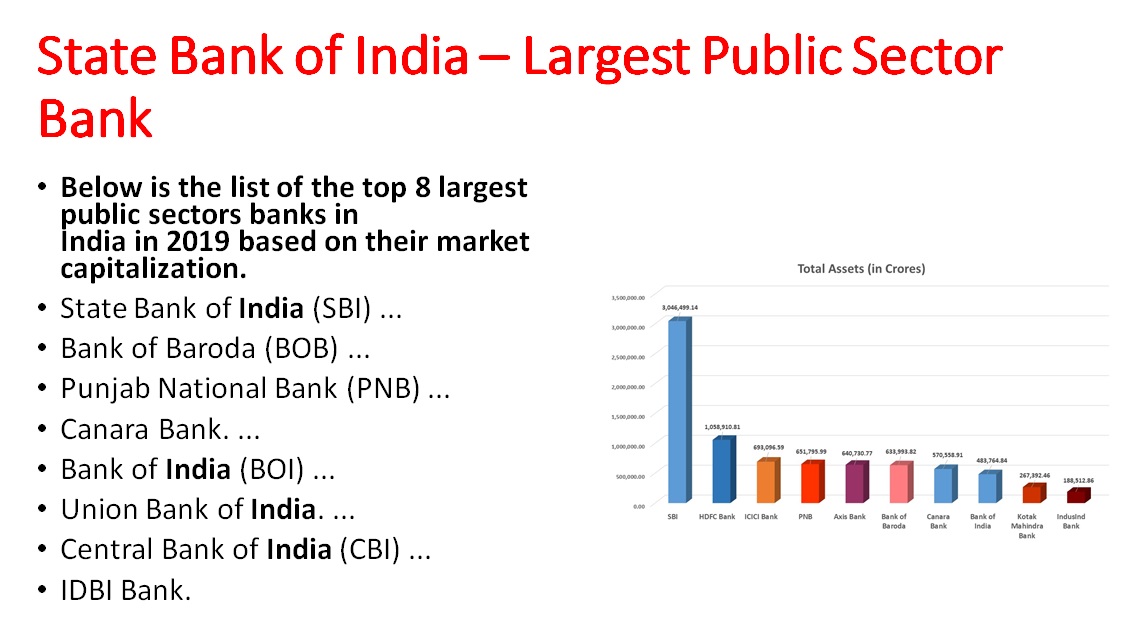 State Bank of India – Largest Public Sector
Bank
• Below is the list of the top 8 largest
public sectors banks in
India in 2019 based on their market
capitalization.
• State Bank of India (SBI) ...
• Bank of Baroda (BOB) ...
• Punjab National Bank (PNB) ...
• Canara Bank. ...
• Bank of India (BOI) ...
• Union Bank of India. ...
• Central Bank of India (CBI) ...
• IDBI Bank.
Total Assets (in Crores)
3,500,000.00
3,000,000.00
2,500,000.00
2,000,000.00
1,500,000.00
1,000,000.00
500,000.00
0.00
3,046,499.14
1,058,910.81
693,096.59
651,795.99
640,730.77
633,993.82
570,558.91
483,764.84
267,392.46
188,512.86
SBI
HDFC Bank
ICICI Bank
PNB
Axis Bank
Bank of
Baroda
Canara
Bank
Bank of
India
Kotak
Mahindra
Bank
IndusInd
Bank